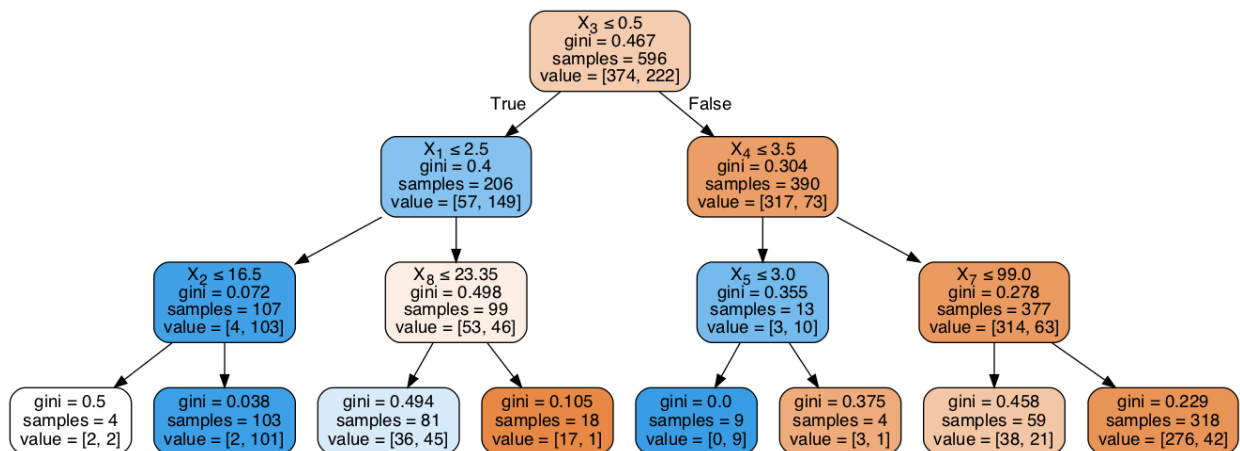 X3 ≤ 0.5
gini = 0.467
samples = 596
value = [374, 222]
True
False
X1 ≤ 2.5
gini = 0.4
samples = 206
value = [57, 149]
X4 ≤ 3.5
gini = 0.304
samples = 390
value = [317, 73]
X2 ≤ 16.5
gini = 0.072
samples = 107
value = [4, 103]
X8 ≤ 23.35
gini = 0.498
samples = 99
value = [53, 46]
X5 ≤ 3.0
gini = 0.355
samples = 13
value = [3, 10]
X7 ≤ 99.0
gini = 0.278
samples = 377
value = [314, 63]
gini = 0.5
samples = 4
value = [2, 2]
gini = 0.038
samples = 103
value = [2, 101]
gini = 0.494
samples = 81
value = [36, 45]
gini = 0.105
samples = 18
value = [17, 1]
gini = 0.0
samples = 9
value = [0, 9]
gini = 0.375
samples = 4
value = [3, 1]
gini = 0.458
samples = 59
value = [38, 21]
gini = 0.229
samples = 318
value = [276, 42]